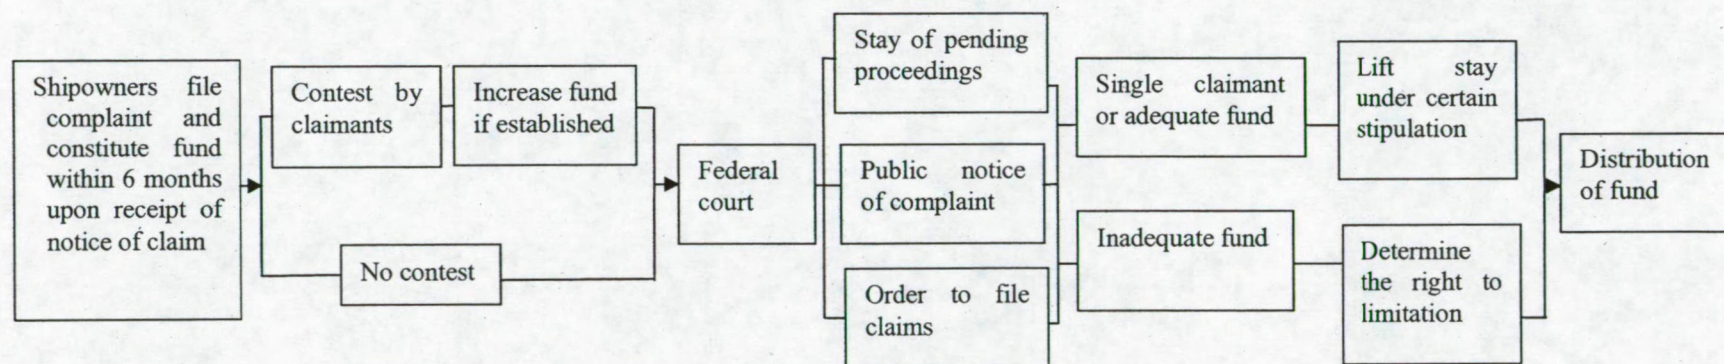 Shipowners file
complaint and
constitute fund
within 6 months
upon receipt of
notice of claim
Contest by
claimants
Increase fund
if established
No contest
Federal
court
Stay of pending
proceedings
Public notice
of complaint
Order to file
claims
Single claimant
or adequate fund
Inadequate fund
Lift stay
under certain
stipulation
Determine
the right to
limitation
Distribution
of fund